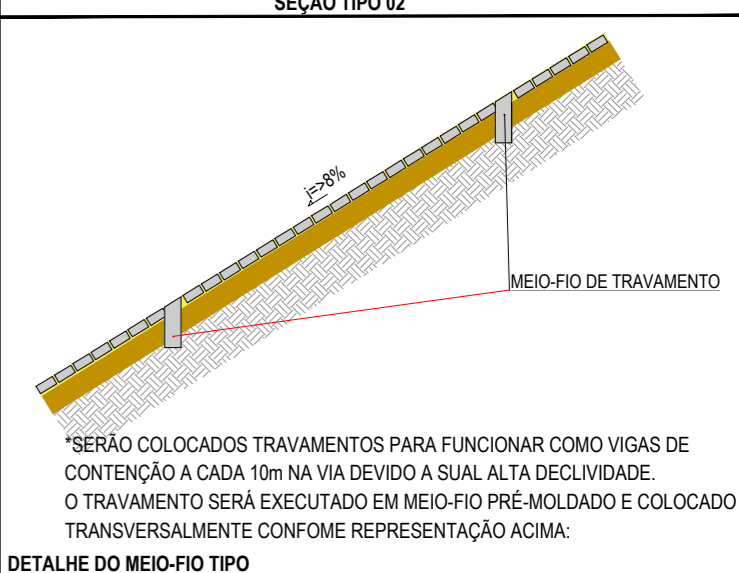 SEÇÃO TIPO 02
i=>8%
MEIO-FIO DE TRAVAMENTO
*SERÃO COLOCADOS TRAVAMENTOS PARA FUNCIONAR COMO VIGAS DE
CONTENÇÃO A CADA 10m NA VIA DEVIDO A SUAL ALTA DECLIVIDADE.
O TRAVAMENTO SERÁ EXECUTADO EM MEIO-FIO PRÉ-MOLDADO E COLOCADO
TRANSVERSALMENTE CONFOME REPRESENTAÇÃO ACIMA:
DETALHE DO MEIO-FIO TIPO